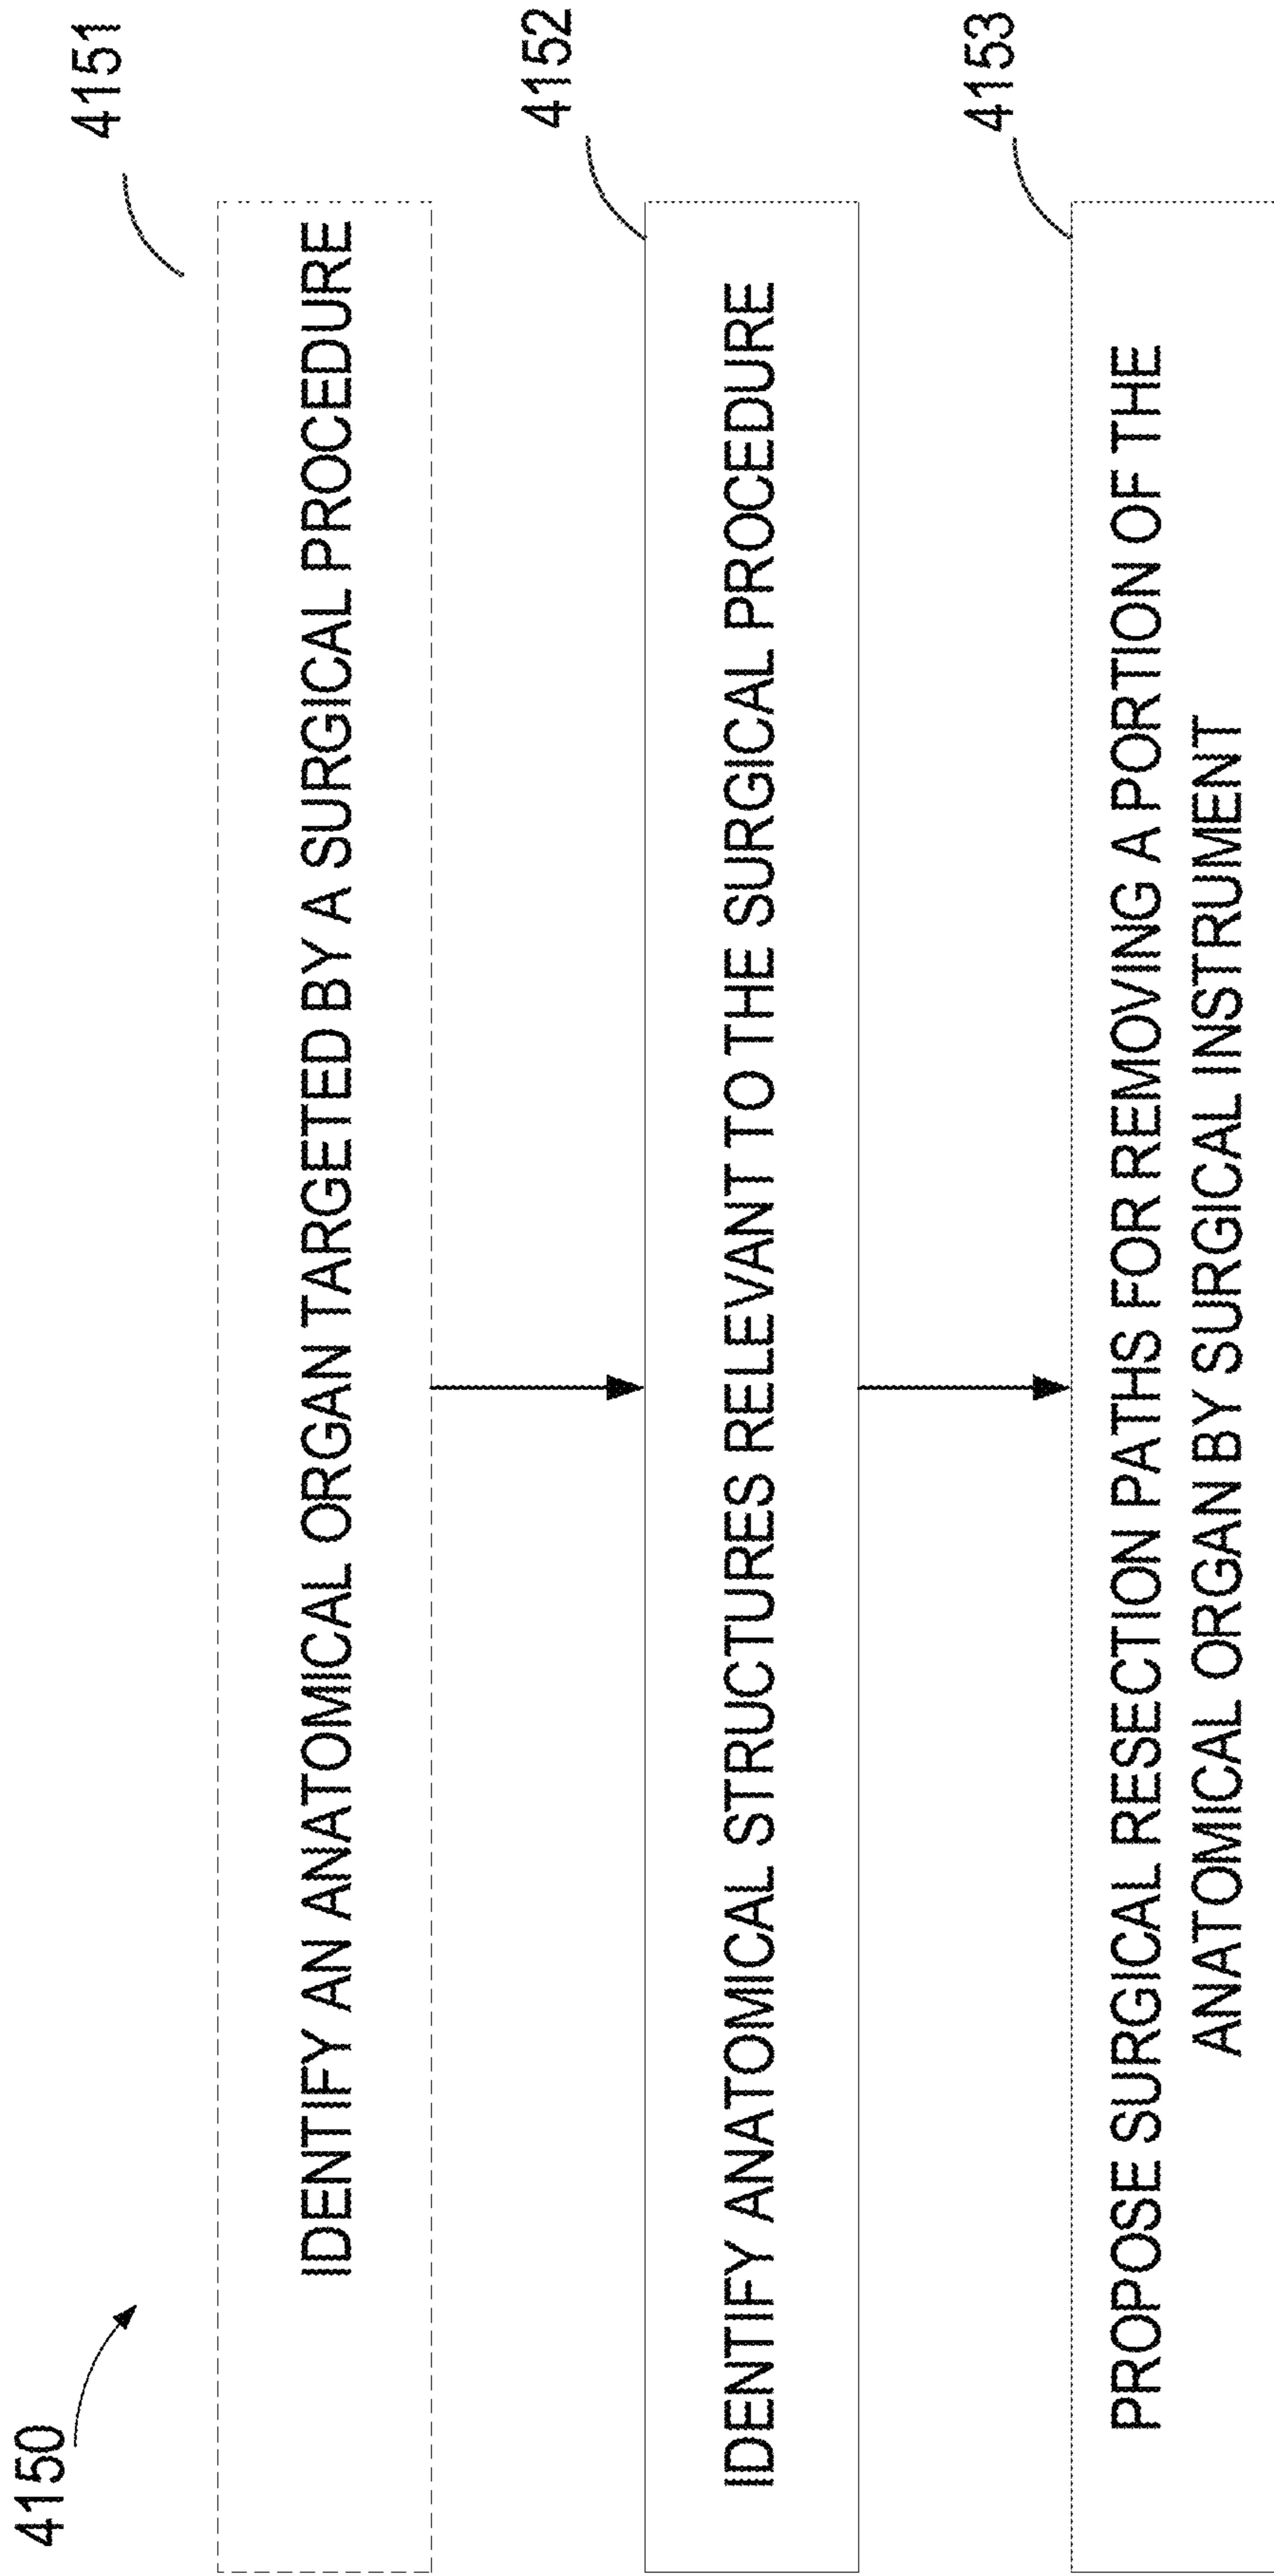 4150
4151
IDENTIFY AN ANATOMICAL ORGAN TARGETED BY A SURGICAL PROCEDURE
4152
IDENTIFY ANATOMICAL STRUCTURES RELEVANT TO THE SURGICAL PROCEDURE
4153
PROPOSE SURGICAL RESECTION PATHS FOR REMOVING A PORTION OF THE
ANATOMICAL ORGAN BY SURGICAL INSTRUMENT